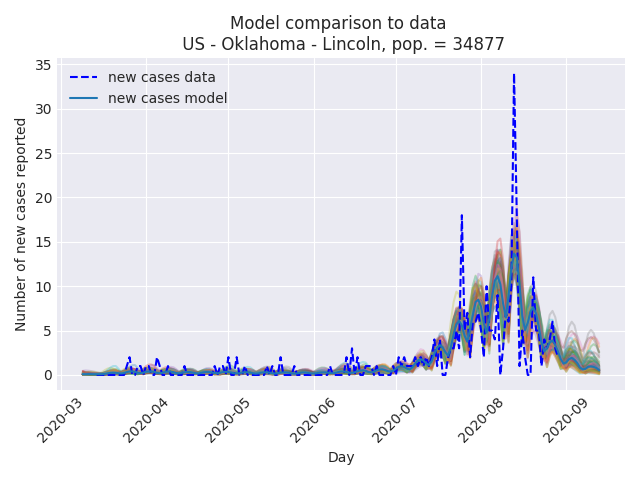 Model comparison to data
US - Oklahoma - Lincoln, pop. = 34877
new cases data
new cases model
Number of new cases reported
35
30
25
20
15
10
5
0
2020-03
2020-04
2020-05
2020-06
2020-07
2020-08
2020-09
Day